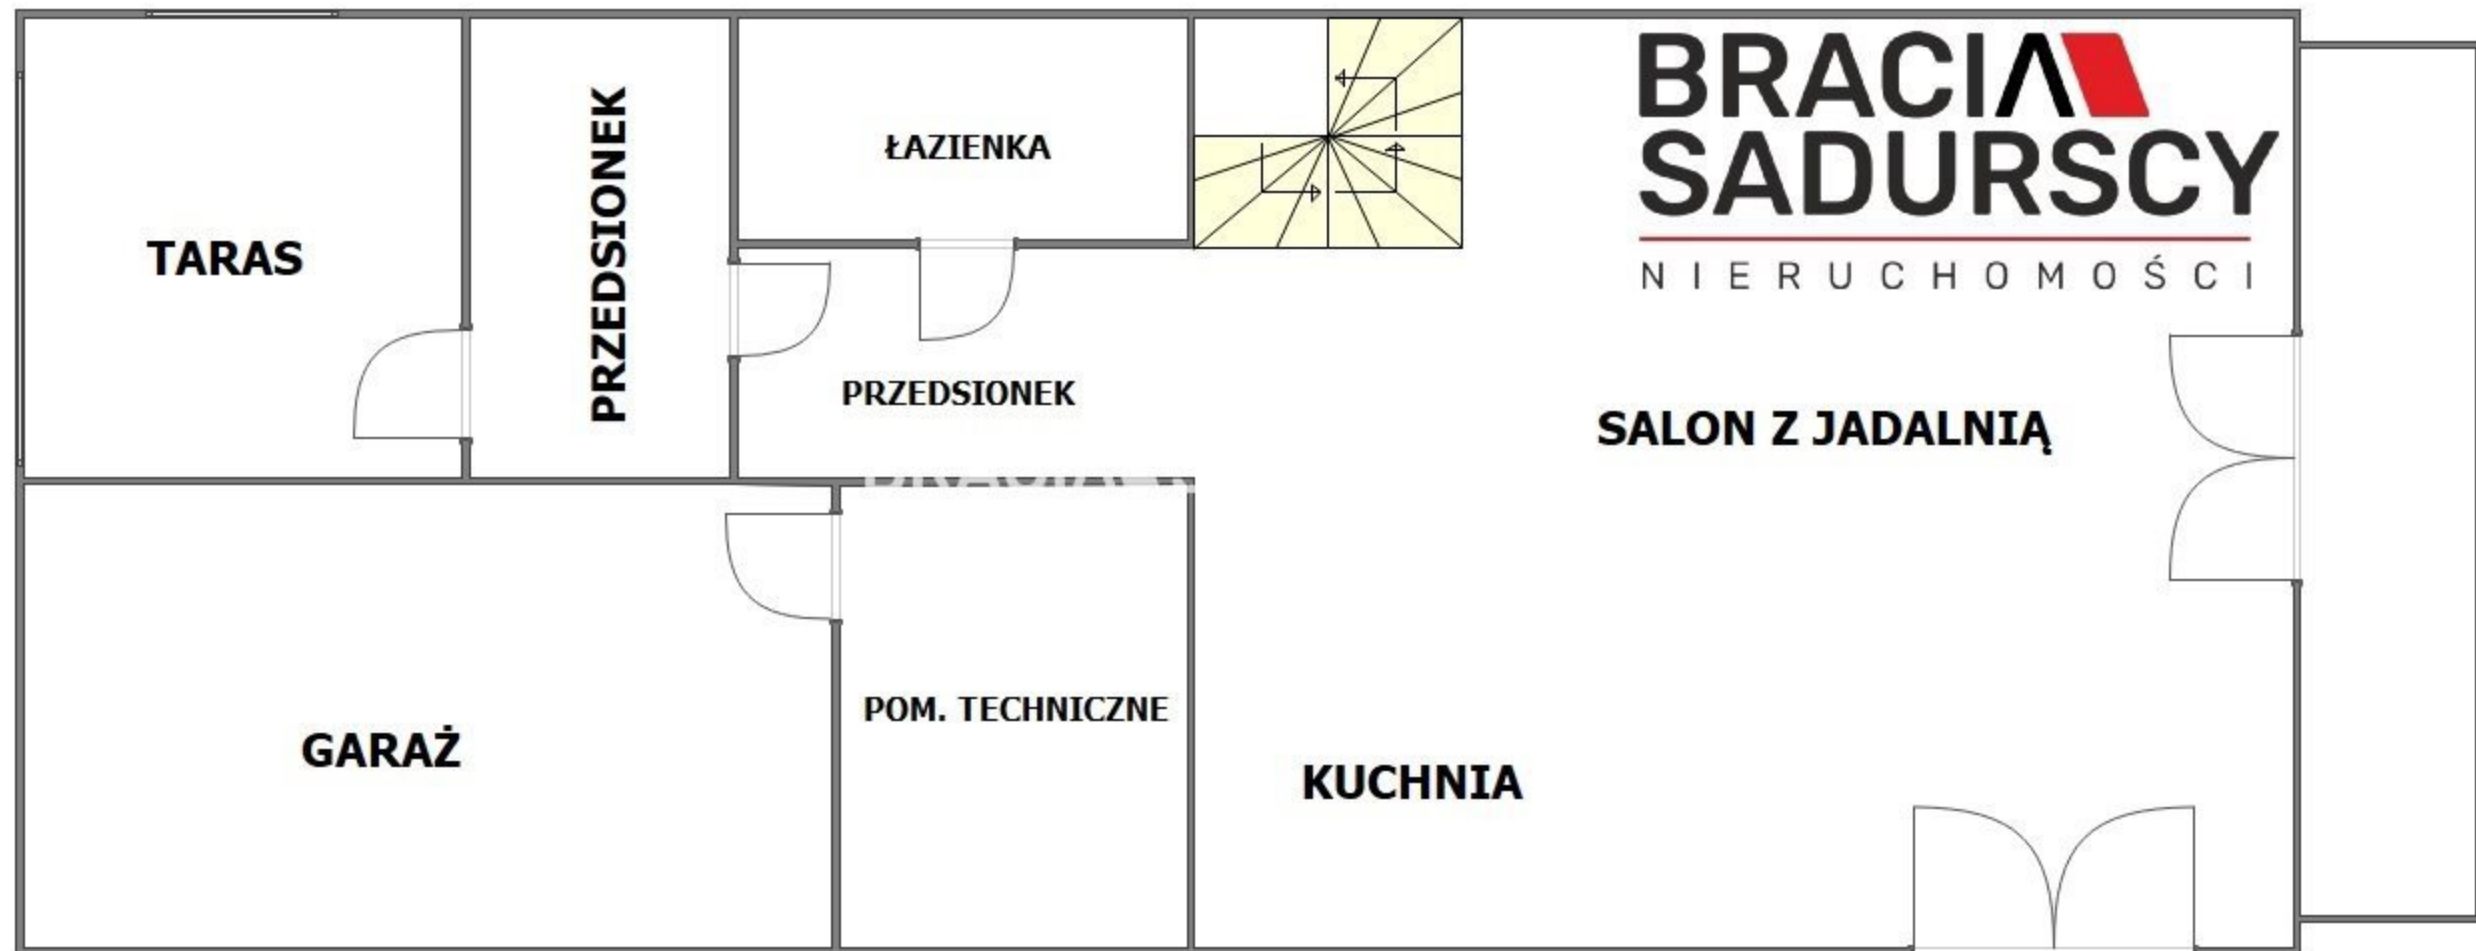 BRACIA
SADURSCY
NIERUCHOMOŚCI
TARAS
PRZEDSIONEK
ŁAZIENKA
PRZEDSIONEK
SALON Z JADALNIĄ
GARAŻ
POM. TECHNICZNE
KUCHNIA